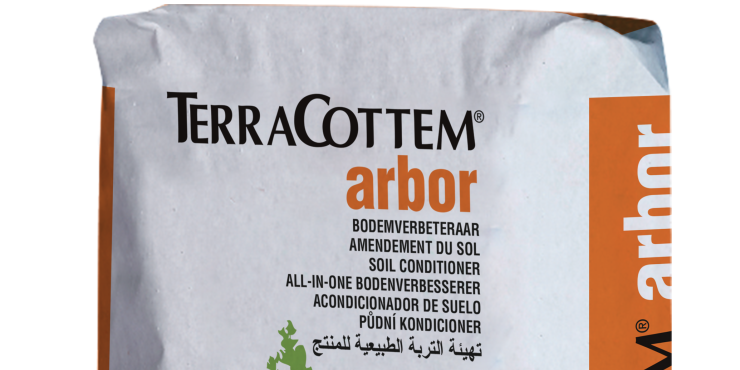 TERRACOTTEM®
arbor
BODEMVERBETERAAR
AMENDEMENT DU SOL
SOIL CONDITIONER
ALL-IN-ONE BODENVERBESSERER
ACONDICIONADOR DE SUELO
PŮDNÍ KONDICIONER
تهيئة التربة الطبيعية للمنتج
arbor
M®